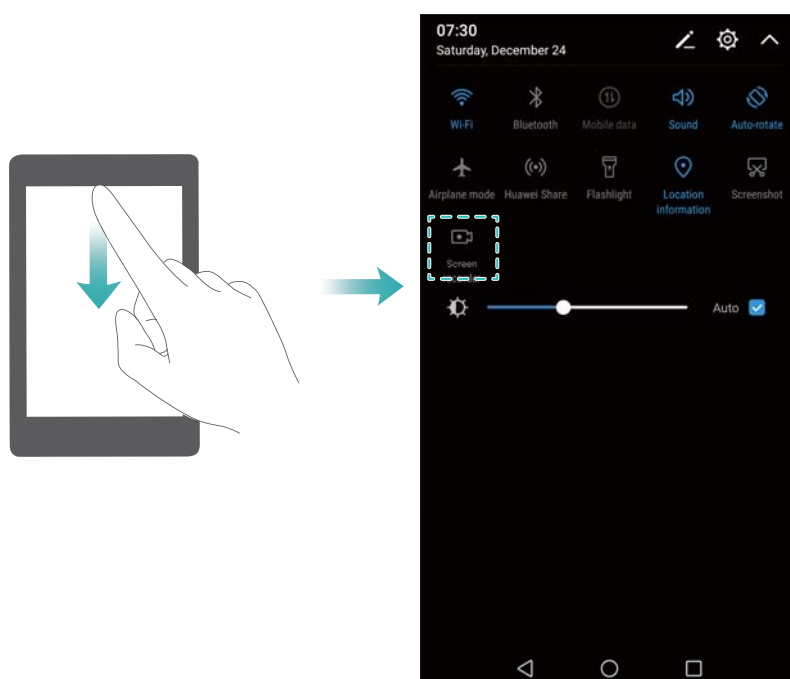 07:30
Saturday, December 24
Wi-Fi Bluetooth Mobile data Sound Auto-rotate
Airplane mode Huawei Share Flashlight Location information Screenshot
Screen
Auto